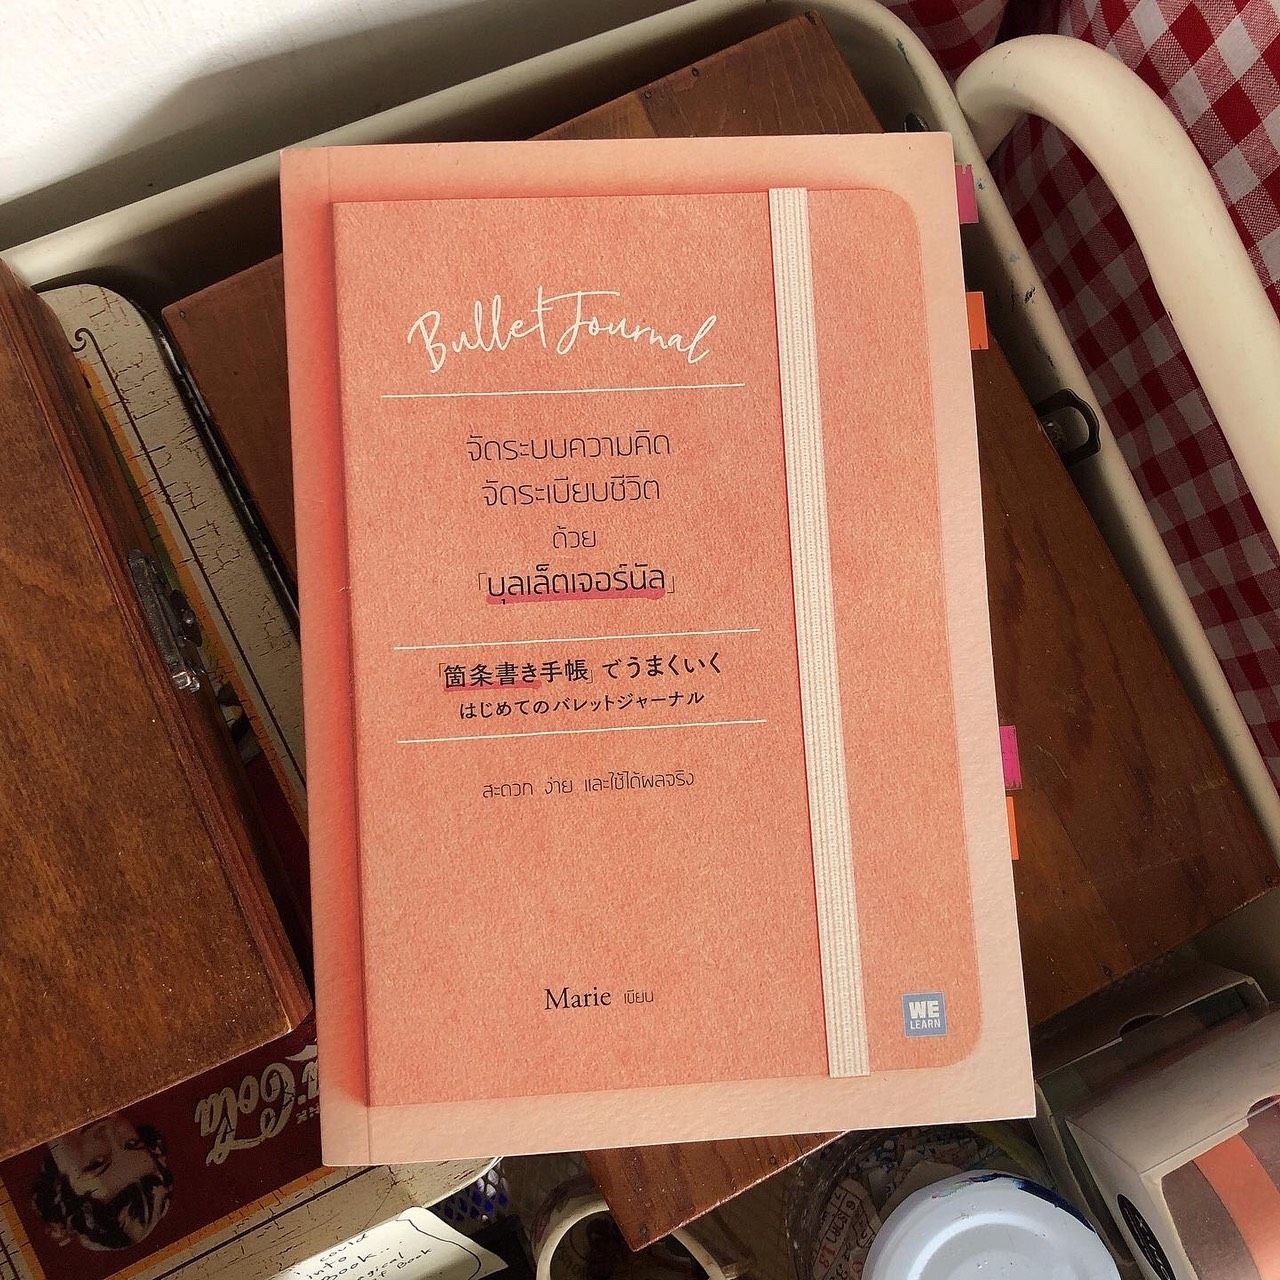 Bullet Journal
จัดระบบความคิด
จัดระเบียบชีวิต
ด้วย
「บุลเล็ตเจอร์นัล」
「箇条書き手帳」でうまくいく
はじめてのバレットジャーナル
สะดวก ง่าย และใช้ได้ผลจริง
Marie เขียน
WE
LEARN
Cola
could
into
Book